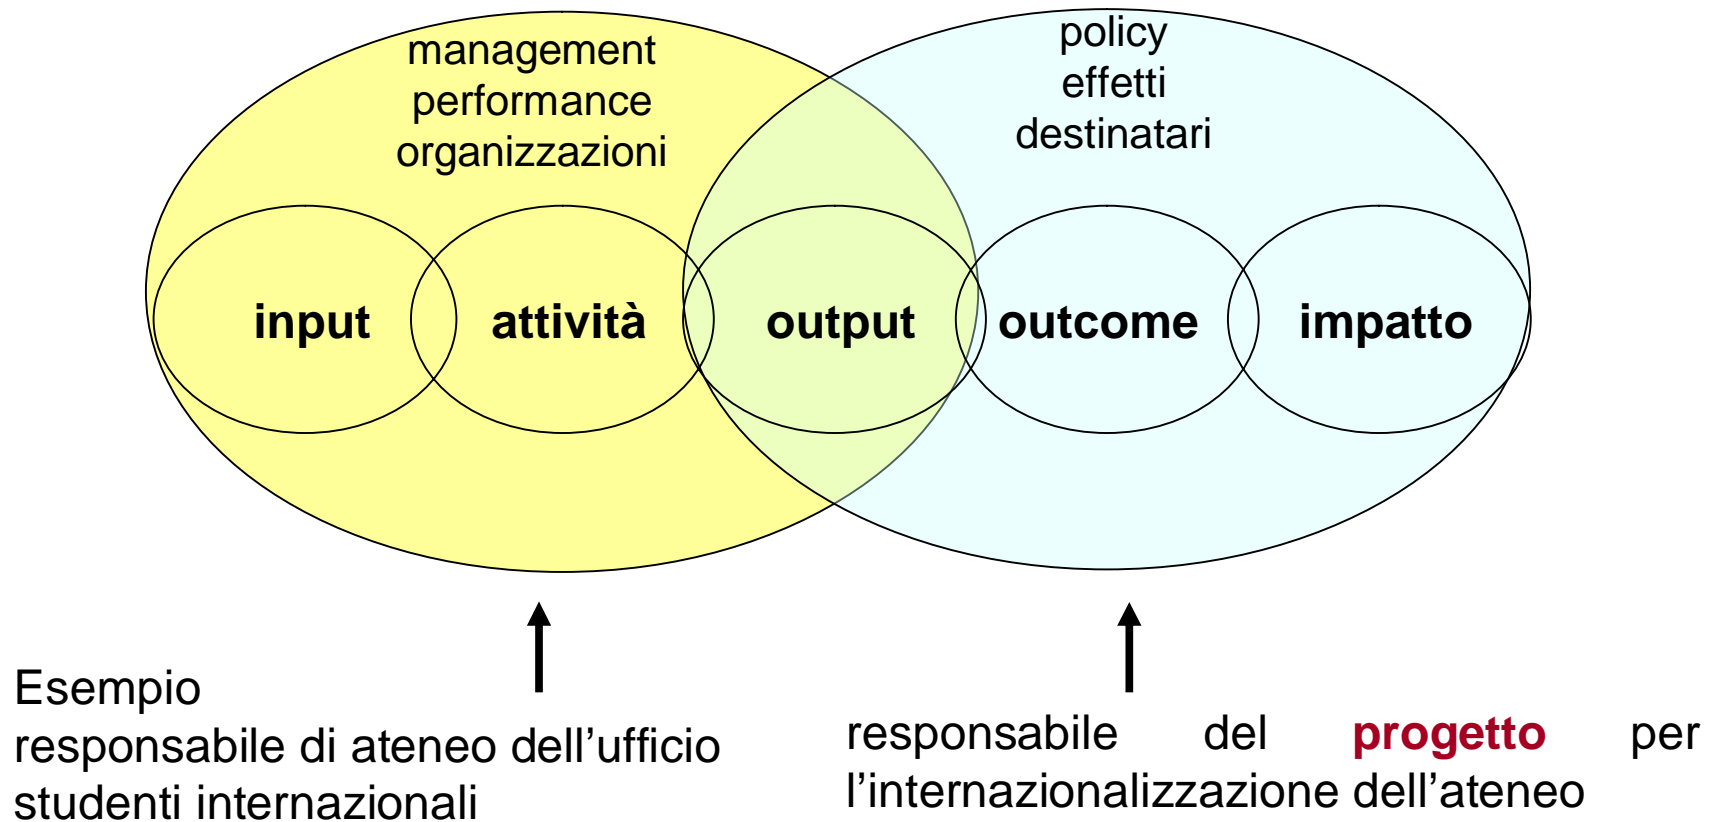 management
performance
organizzazioni
policy
effetti
destinatari
input
attività
output
outcome
impatto
Esempio
responsabile di ateneo dell’ufficio
studenti internazionali
responsabile del progetto per
l’internazionalizzazione dell’ateneo